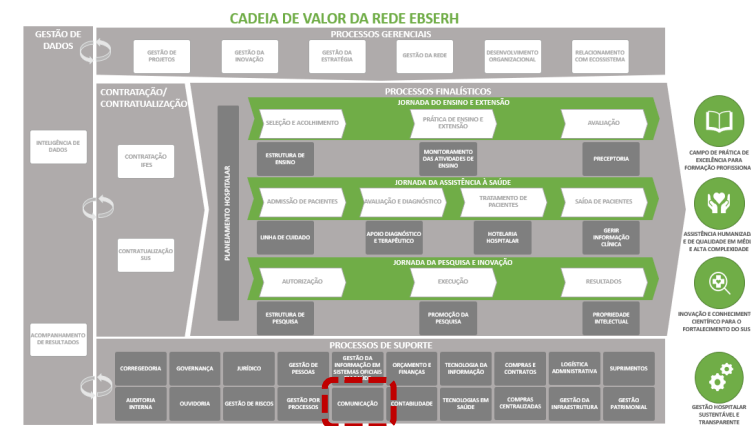 CADEIA DE VALOR DA REDE EBSERH
GESTÃO DE
DADOS
INTELIGÊNCIA DE
DADOS
ACOMPANHAMENTO
DE RESULTADOS
PROCESSOS GERENCIAIS
GESTÃO DE
PROJETOS
GESTÃO DA
INOVAÇÃO
GESTÃO DA
ESTRATÉGIA
GESTÃO DA REDE
DESENVOLVIMENTO
ORGANIZACIONAL
RELACIONAMENTO
COM ECOSSISTEMA
CONTRATAÇÃO/
CONTRATUALIZAÇÃO
CONTRATAÇÃO
IFES
CONTRATUALIZAÇÃO
SUS
PROCESSOS FINALÍSTICOS
PLANEJAMENTO HOSPITALAR
JORNADA DO ENSINO E EXTENSÃO
SELEÇÃO E ACOLHIMENTO
PRÁTICA DE ENSINO E
EXTENSÃO
AVALIAÇÃO
ESTRUTURA DE
ENSINO
MONITORAMENTO
DAS ATIVIDADES DE
ENSINO
PRECEPTORIA
JORNADA DA ASSISTÊNCIA À SAÚDE
ADMISSÃO DE PACIENTES
AVALIAÇÃO E DIAGNÓSTICO
TRATAMENTO DE
PACIENTES
SAÍDA DE PACIENTES
LINHA DE CUIDADO
APOIO DIAGNÓSTICO
E TERAPÊUTICO
HOTELARIA
HOSPITALAR
GERIR
INFORMAÇÃO
CLÍNICA
JORNADA DA PESQUISA E INOVAÇÃO
AUTORIZAÇÃO
EXECUÇÃO
RESULTADOS
ESTRUTURA DE
PESQUISA
PROMOÇÃO DA
PESQUISA
PROPRIEDADE
INTELECTUAL
PROCESSOS DE SUPORTE
CORREGEDORIA
GOVERNANÇA
JURÍDICO
GESTÃO DE
PESSOAS
GESTÃO DA
INFORMAÇÃO EM
SISTEMAS OFICIAIS
ORÇAMENTO E
FINANÇAS
TECNOLOGIA DA
INFORMAÇÃO
COMPRAS E
CONTRATOS
LOGÍSTICA
ADMINISTRATIVA
SUPRIMENTOS
AUDITORIA
INTERNA
OUVIDORIA
GESTÃO DE RISCOS
GESTÃO POR
PROCESSOS
COMUNICAÇÃO
CONTABILIDADE
TECNOLOGIAS EM
SAÚDE
COMPRAS
CENTRALIZADAS
GESTÃO DA
INFRAESTRUTURA
GESTÃO
PATRIMONIAL
CAMPO DE PRÁTICA DE
EXCELÊNCIA PARA
FORMAÇÃO PROFISSIONA
ASSISTÊNCIA HUMANIZADA
E DE QUALIDADE EM MÉDI
E ALTA COMPLEXIDADE
INOVAÇÃO E CONHECIMENT
CIENTÍFICO PARA O
FORTALECIMENTO DO SUS
GESTÃO HOSPITALAR
SUSTENTÁVEL E
TRANSPARENTE